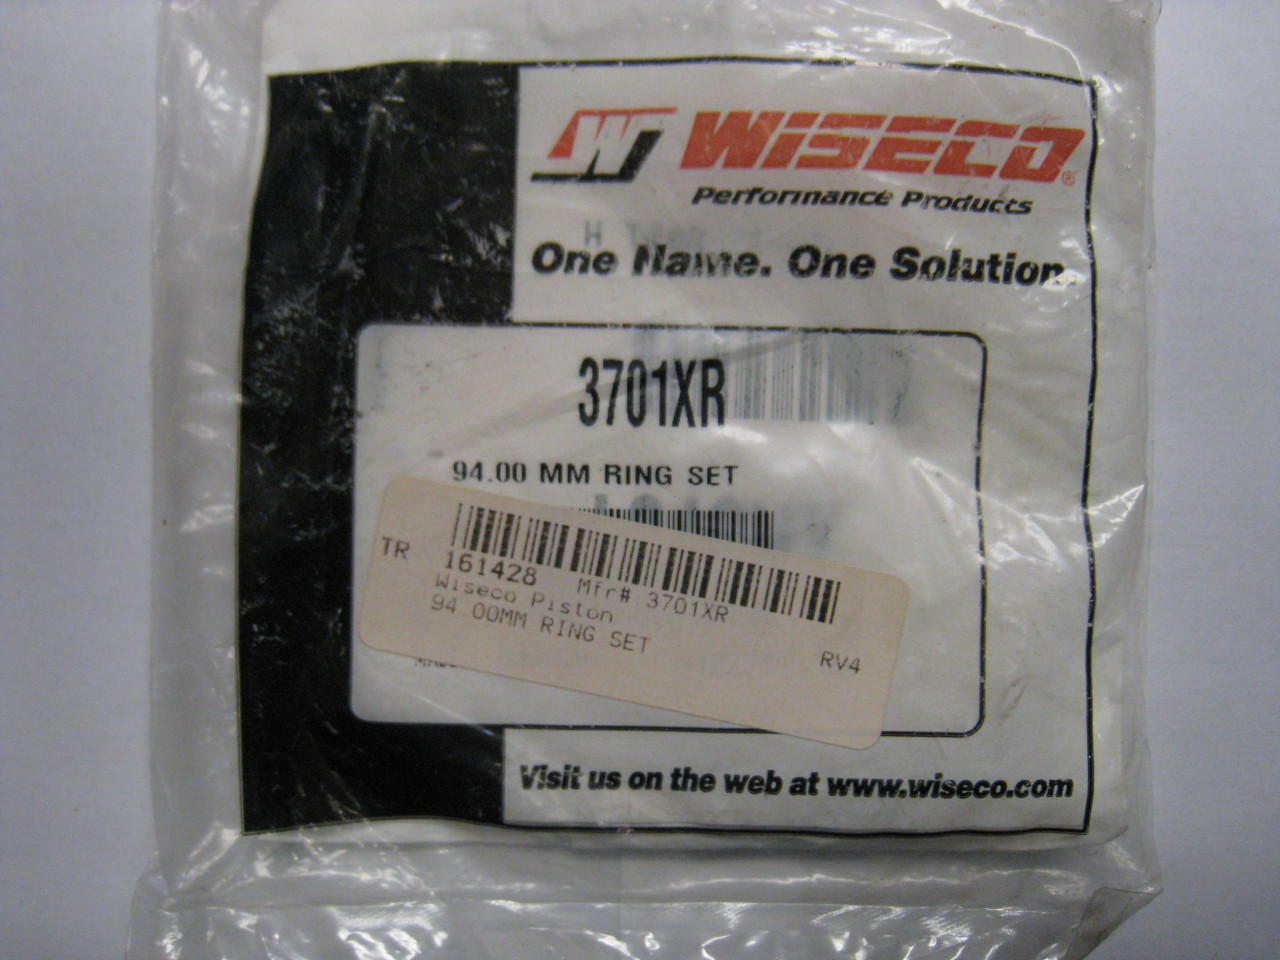 W WISECO®
Performance Products
One Name. One Solution.
3701XR
94.00 MM RING SET
TR
161428 Mfr# 3701XR
Wiseco Piston
94.00MM RING SET
RV4
Visit us on the web at www.wiseco.com